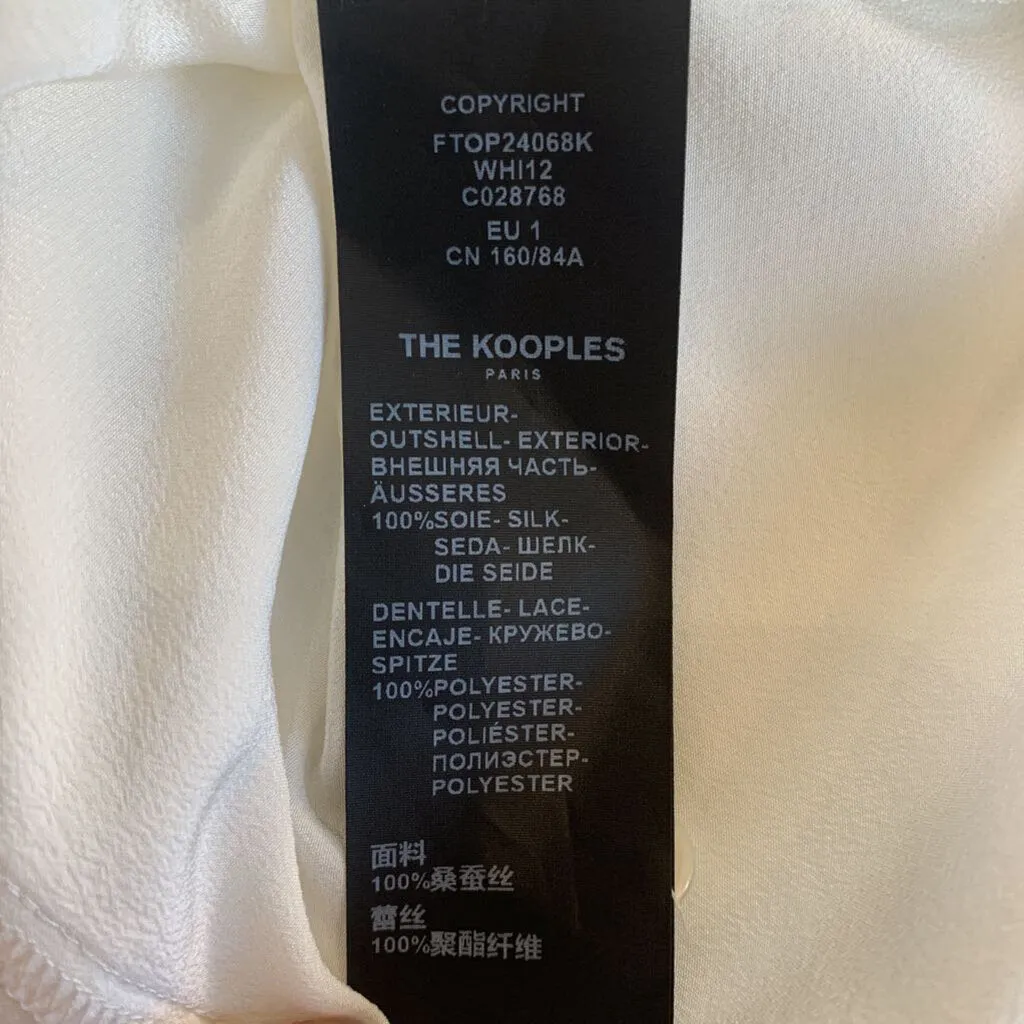 COPYRIGHT
FTOP24068K
WHI12
C028768
EU 1
CN 160/84A
THE KOOPLES
PARIS
EXTERIEUR-
OUTSHELL- EXTERIOR-
ВНЕШНЯЯ ЧАСТЬ-
ÄUSSERES
100%SOIE- SILK-
SEDA- ШЕЛК-
DIE SEIDE
DENTELLE- LACE-
ENCAJE- КРУЖЕВО-
SPITZE
100%POLYESTER-
POLYESTER-
POLIÉSTER-
ПОЛИЭСТЕР-
POLYESTER
面料
100%桑蚕丝
蕾丝
100%聚酯纤维